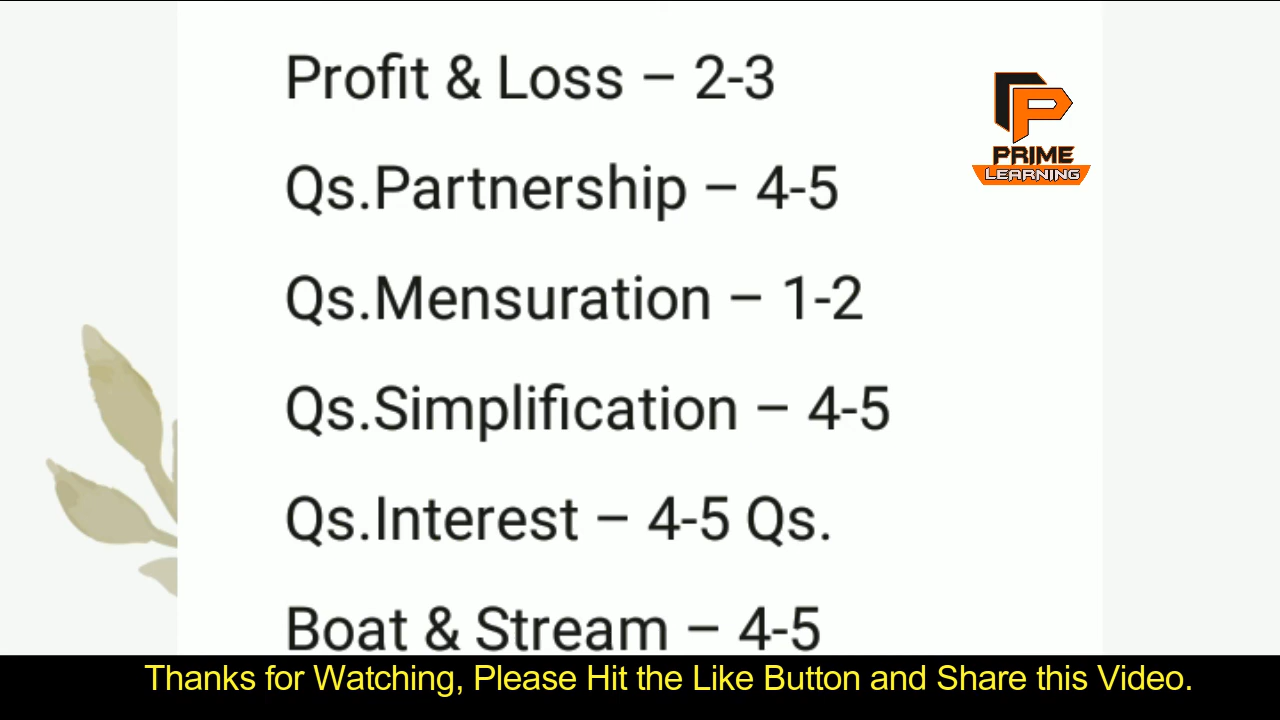 Profit & Loss – 2-3
Qs.Partnership – 4-5
Qs.Mensuration – 1-2
Qs.Simplification – 4-5
Qs.Interest – 4-5 Qs.
Boat & Stream – 4-5
PRIME
LEARNING
Thanks for Watching, Please Hit the Like Button and Share this Video.